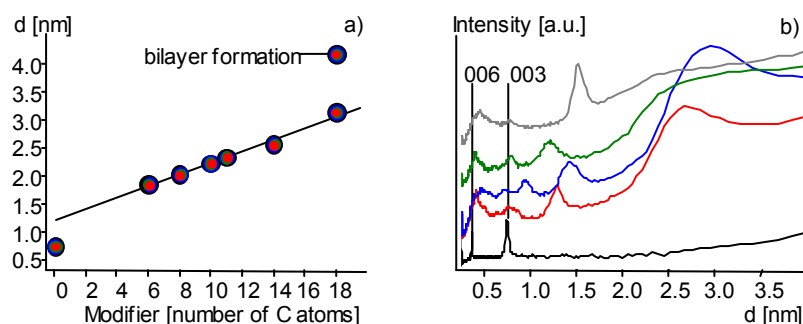 d [nm]
a)
bilayer formation
4.0
3.5
3.0
2.5
2.0
1.5
1.0
0.5
0 2 4 6 8 10 12 14 16 18
Modifier [number of C atoms]
Intensity [a.u.]
b)
006 003
0.5 1.0 1.5 2.0 2.5 3.0 3.5
d [nm]